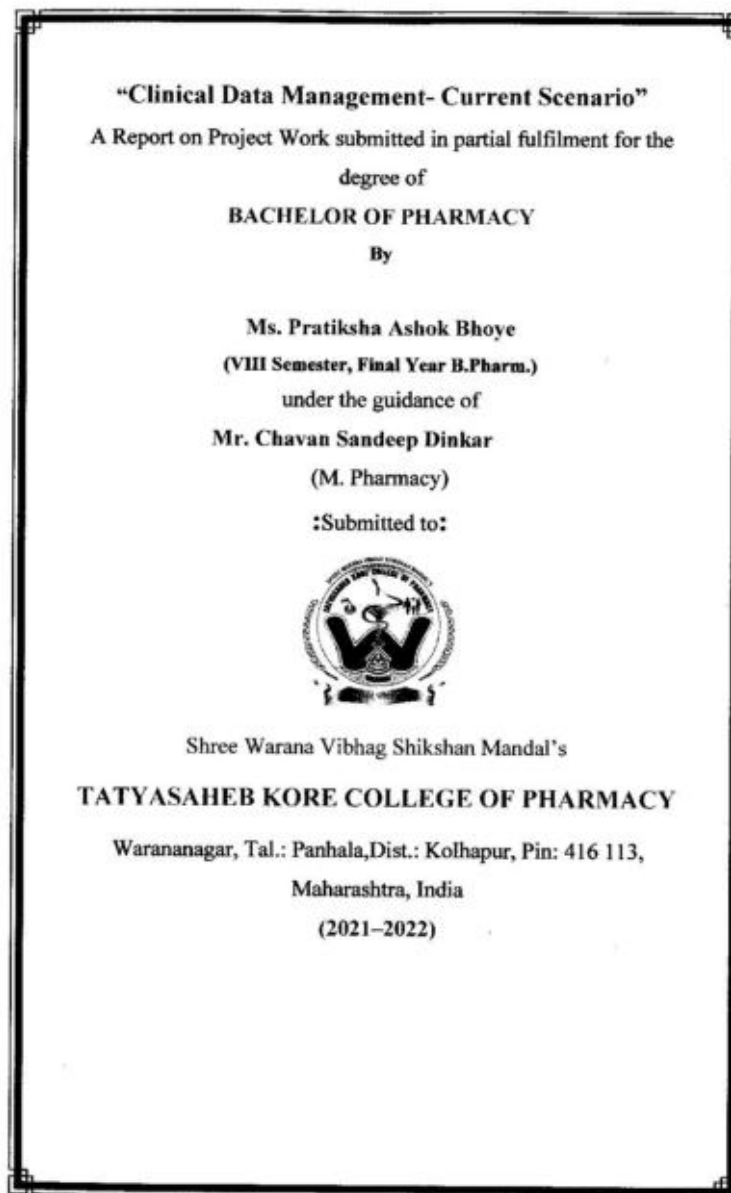 “Clinical Data Management- Current Scenario”
A Report on Project Work submitted in partial fulfilment for the
degree of
BACHELOR OF PHARMACY
By
Ms. Pratiksha Ashok Bhoye
(VIII Semester, Final Year B.Pharm.)
under the guidance of
Mr. Chavan Sandeep Dinkar
(M. Pharmacy)
:Submitted to:
Shree Warana Vibhag Shikshan Mandal’s
TATYASAHEB KORE COLLEGE OF PHARMACY
Warananagar, Tal.: Panhala,Dist.: Kolhapur, Pin: 416 113,
Maharashtra, India
(2021–2022)